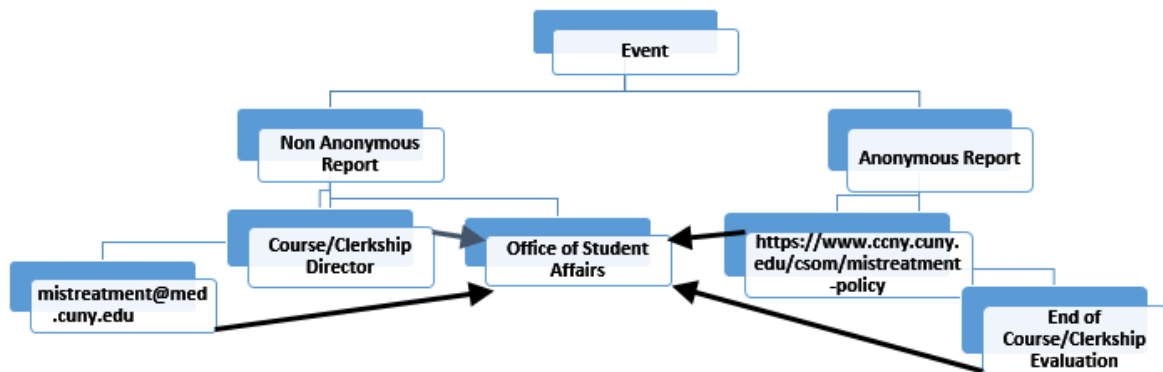 Event
Non Anonymous
Report
Anonymous Report
Course/Clerkship
Director
Office of Student
Affairs
https://www.ccny.cuny.
edu/csom/mistreatment
-policy
mistreatment@med
.cuny.edu
End of
Course/Clerkship
Evaluation